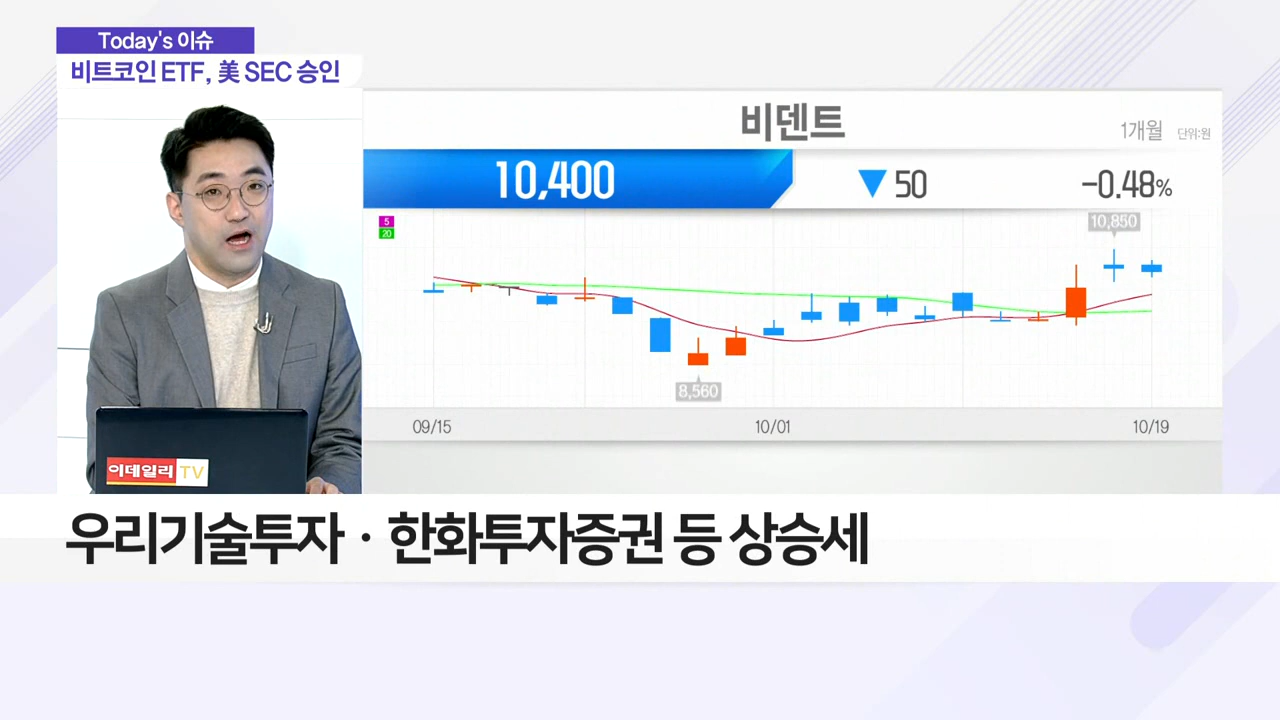 Today's 이슈
비트코인 ETF, 美 SEC 승인
비덴트
1개월 단위:원
10,400 ▼ 50 -0.48%
5
20
10,850
8,560
09/15 10/01 10/19
이데일리 TV
우리기술투자 · 한화투자증권 등 상승세